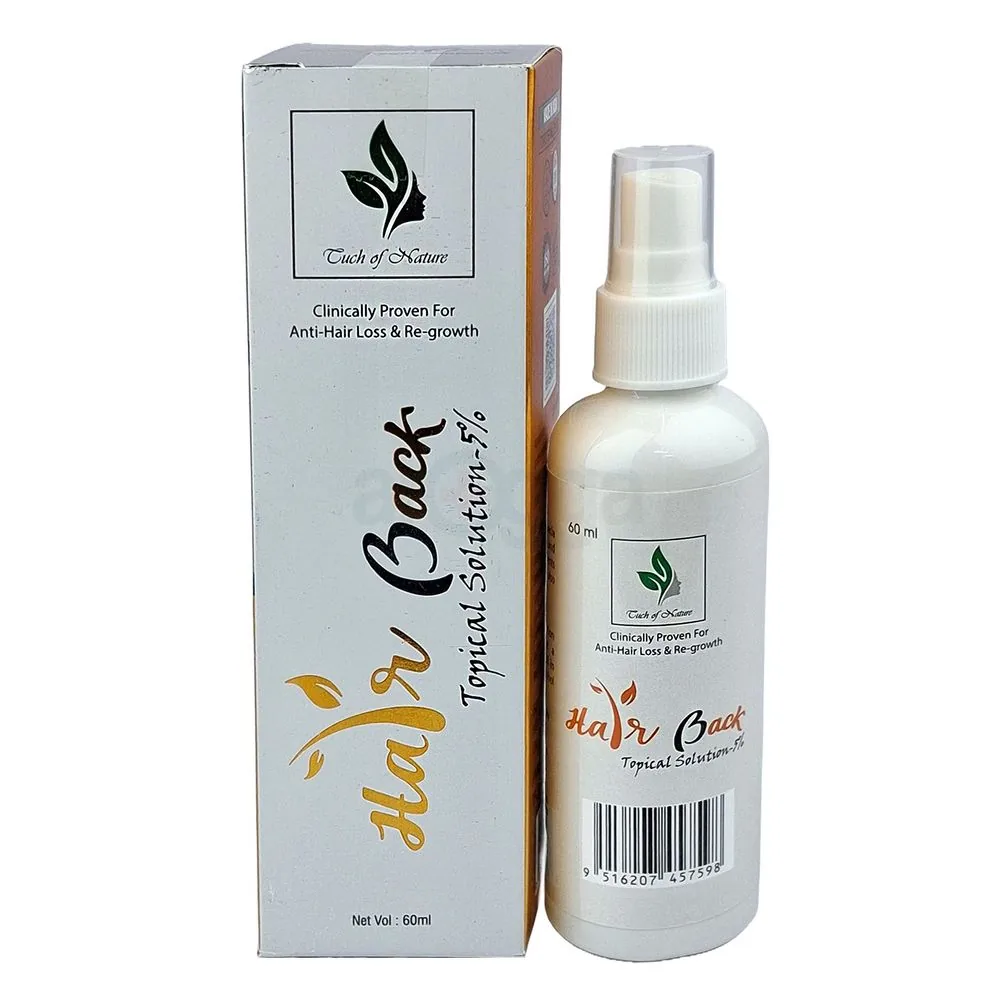 Tuch of Nature
Clinically Proven For
Anti-Hair Loss & Re-growth
Hair Back
Topical Solution-5%
Net Vol : 60ml
60 ml
Tuch of Nature
Clinically Proven For
Anti-Hair Loss & Re-growth
Hair Back
Topical Solution-5%
9 516207 457598